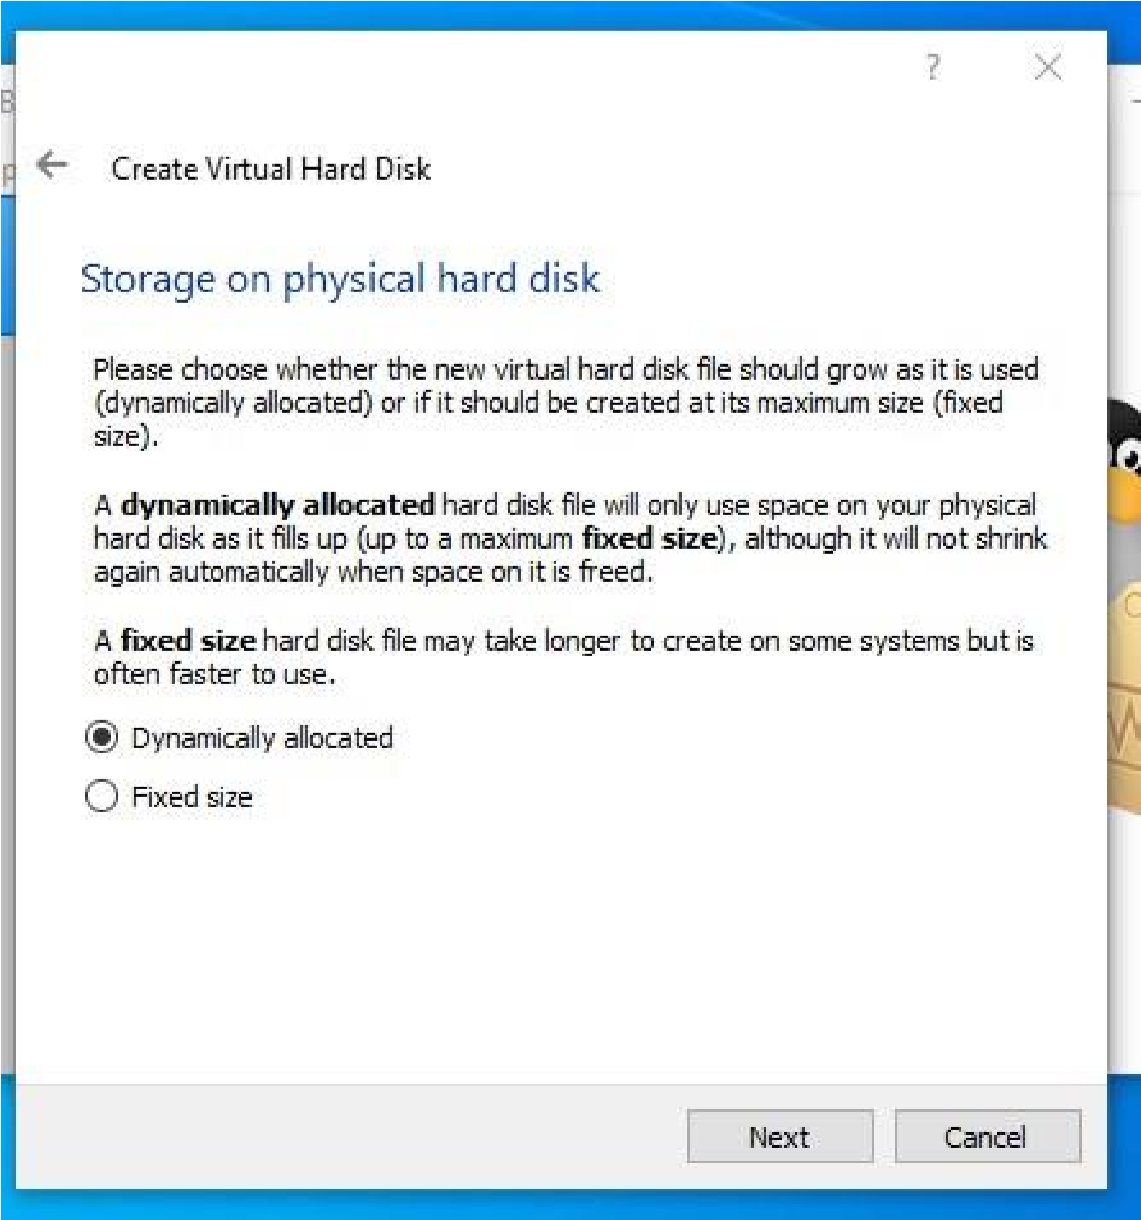 ?
Create Virtual Hard Disk
Storage on physical hard disk
Please choose whether the new virtual hard disk file should grow as it is used
(dynamically allocated) or if it should be created at its maximum size (fixed
size).
A dynamically allocated hard disk file will only use space on your physical
hard disk as it fills up (up to a maximum fixed size), although it will not shrink
again automatically when space on it is freed.
A fixed size hard disk file may take longer to create on some systems but is
often faster to use.
Dynamically allocated
Fixed size
Next Cancel